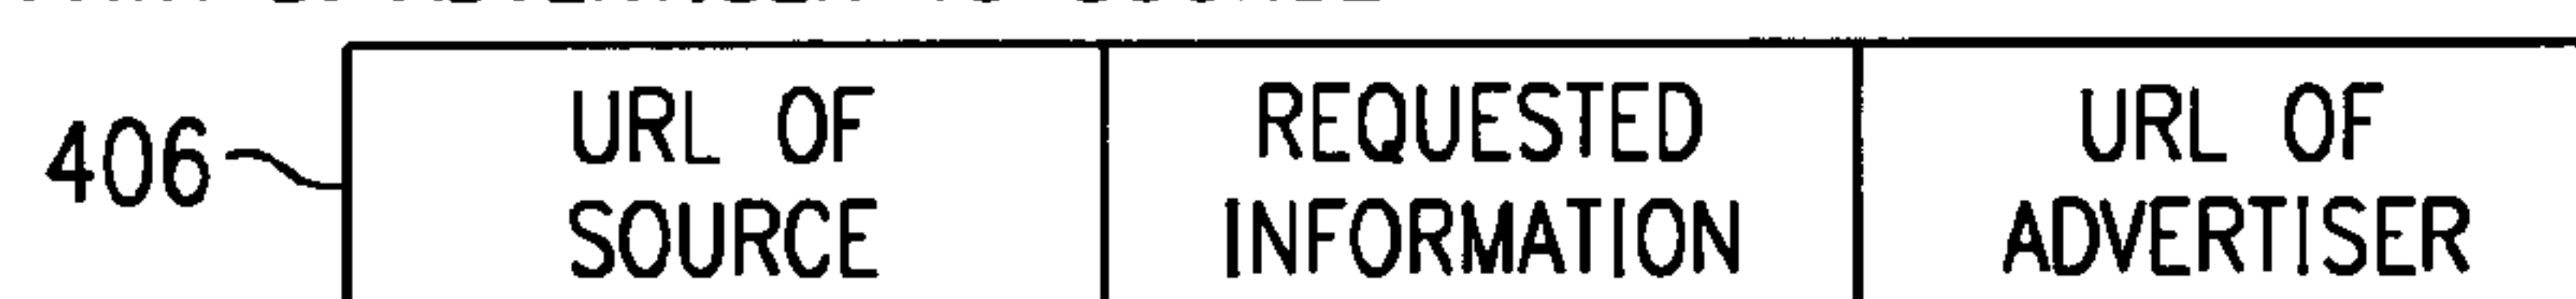 406
URL OF
SOURCE
REQUESTED
INFORMATION
URL OF
ADVERTISER